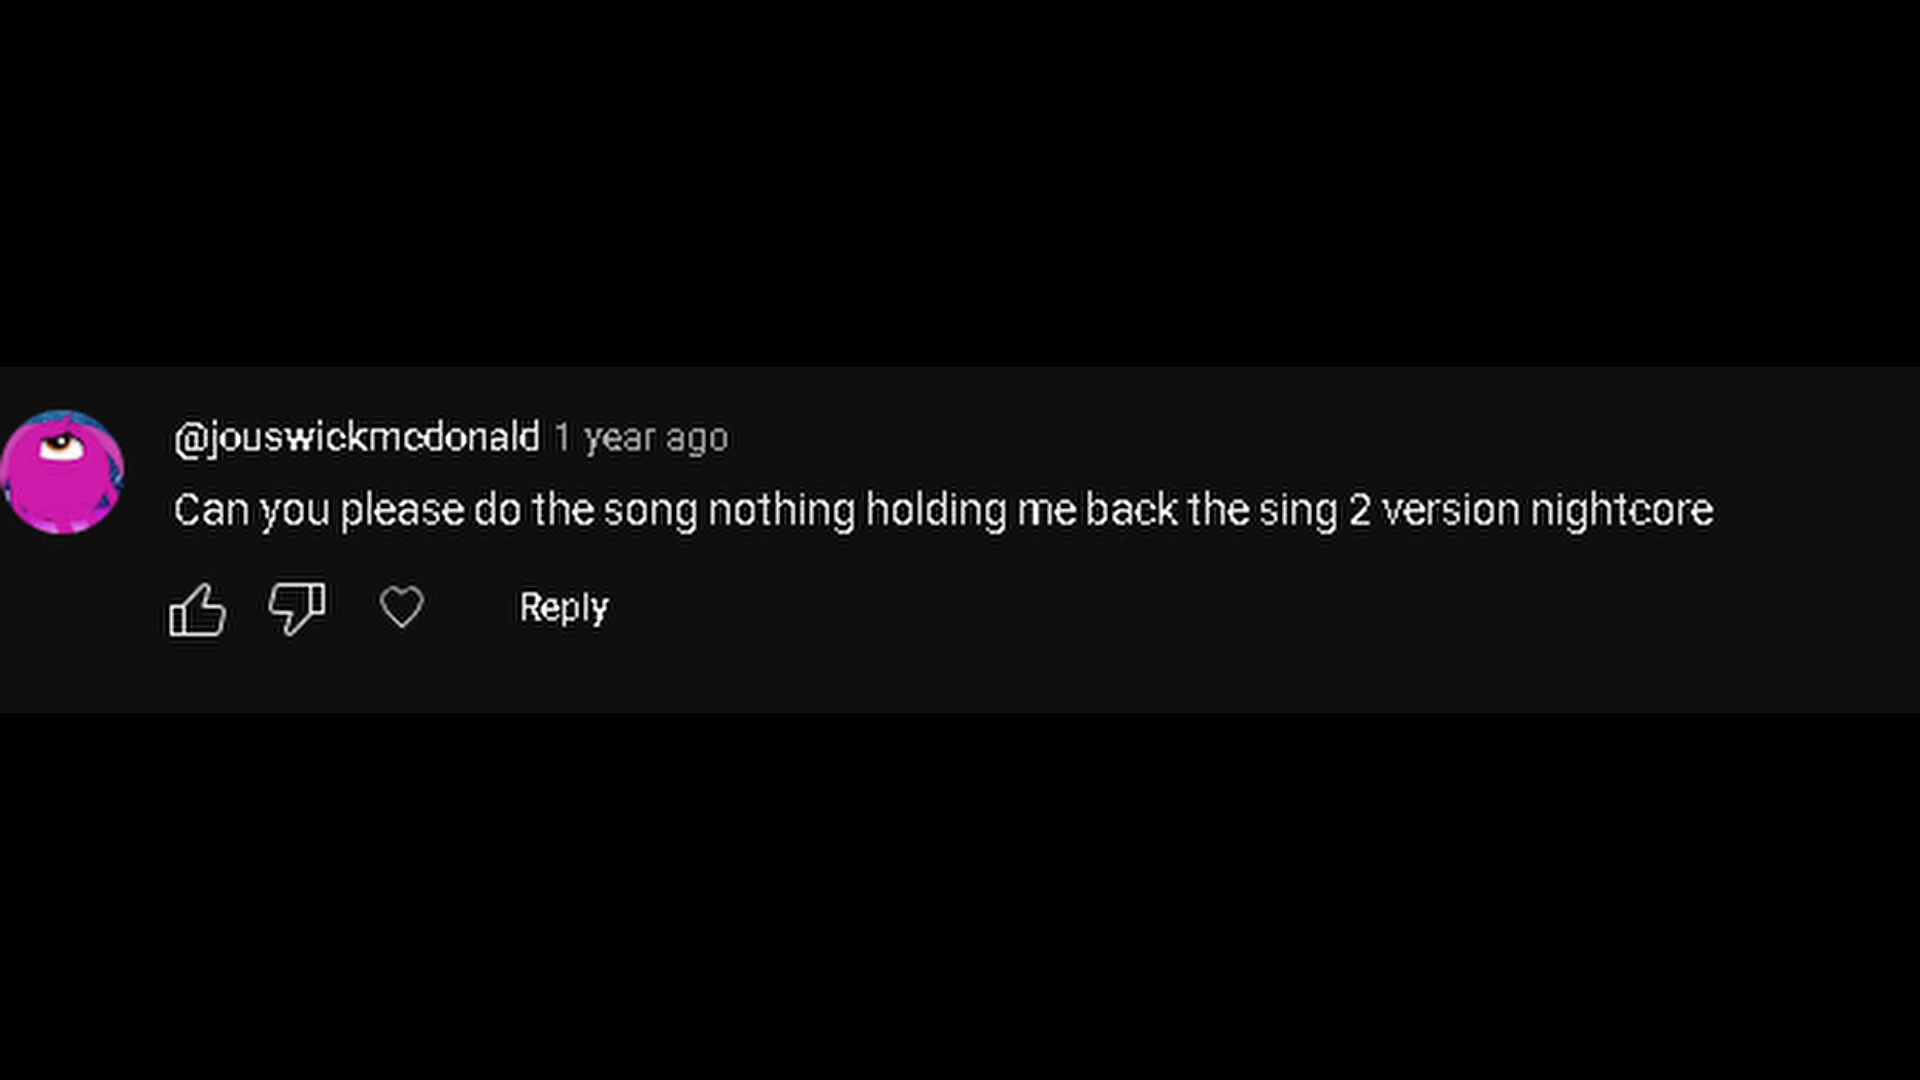 @jouswickmcdonald 1 year ago
Can you please do the song nothing holding me back the sing 2 version nightcore
Reply